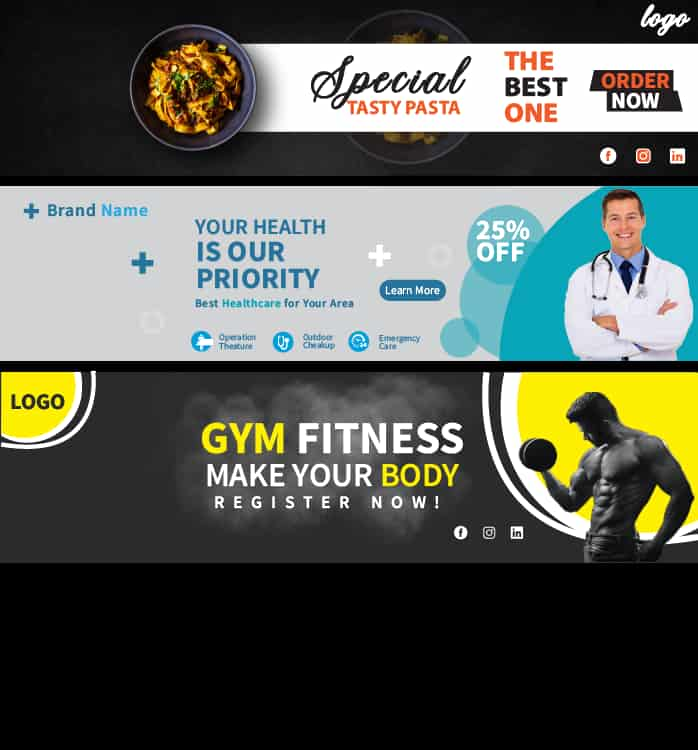 logo
Special
TASTY PASTA
THE
BEST
ONE
ORDER
NOW
Brand Name
YOUR HEALTH
IS OUR
PRIORITY
Best Healthcare for Your Area
25%
OFF
Learn More
Operation
Theature
Outdoor
Cheakup
24
Emergency
Care
LOGO
GYM FITNESS
MAKE YOUR BODY
REGISTER NOW!